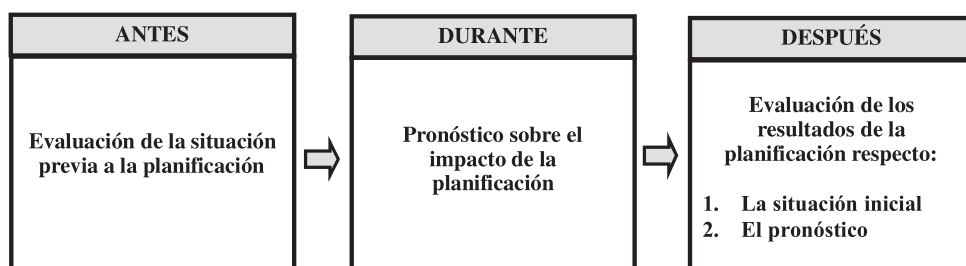 ANTES
Evaluación de la situación
previa a la planificación
DURANTE
Pronóstico sobre el
impacto de la
planificación
DESPUÉS
Evaluación de los
resultados de la
planificación respecto:
1. La situación inicial
2. El pronóstico